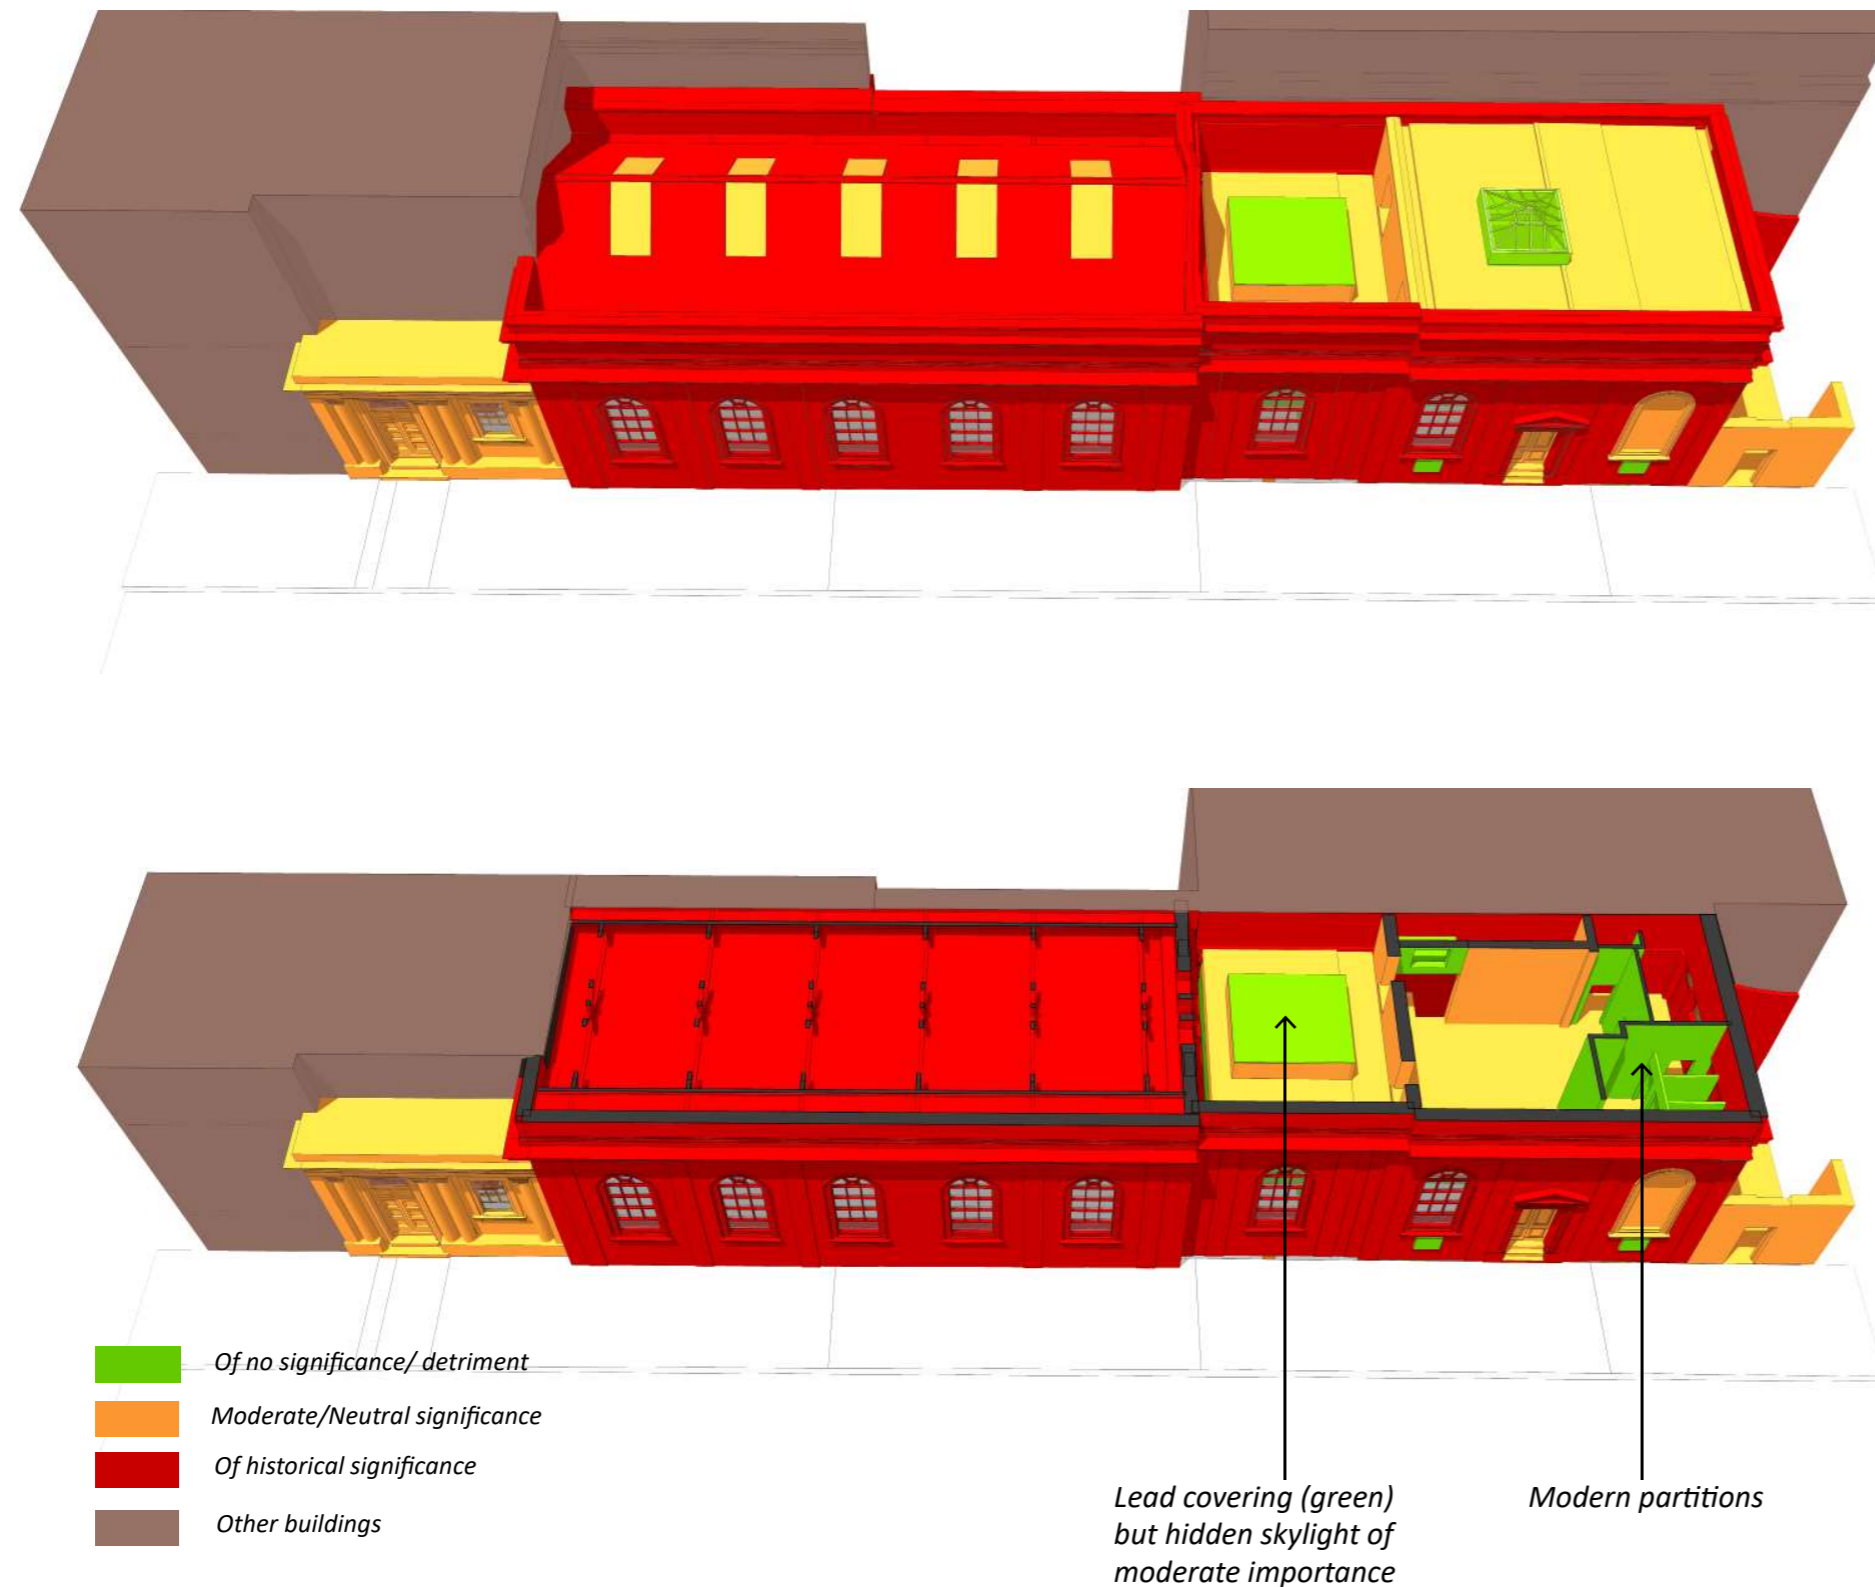 Of no significance/ detriment
Moderate/Neutral significance
Of historical significance
Other buildings
Lead covering (green)
but hidden skylight of
moderate importance
Modern partitions